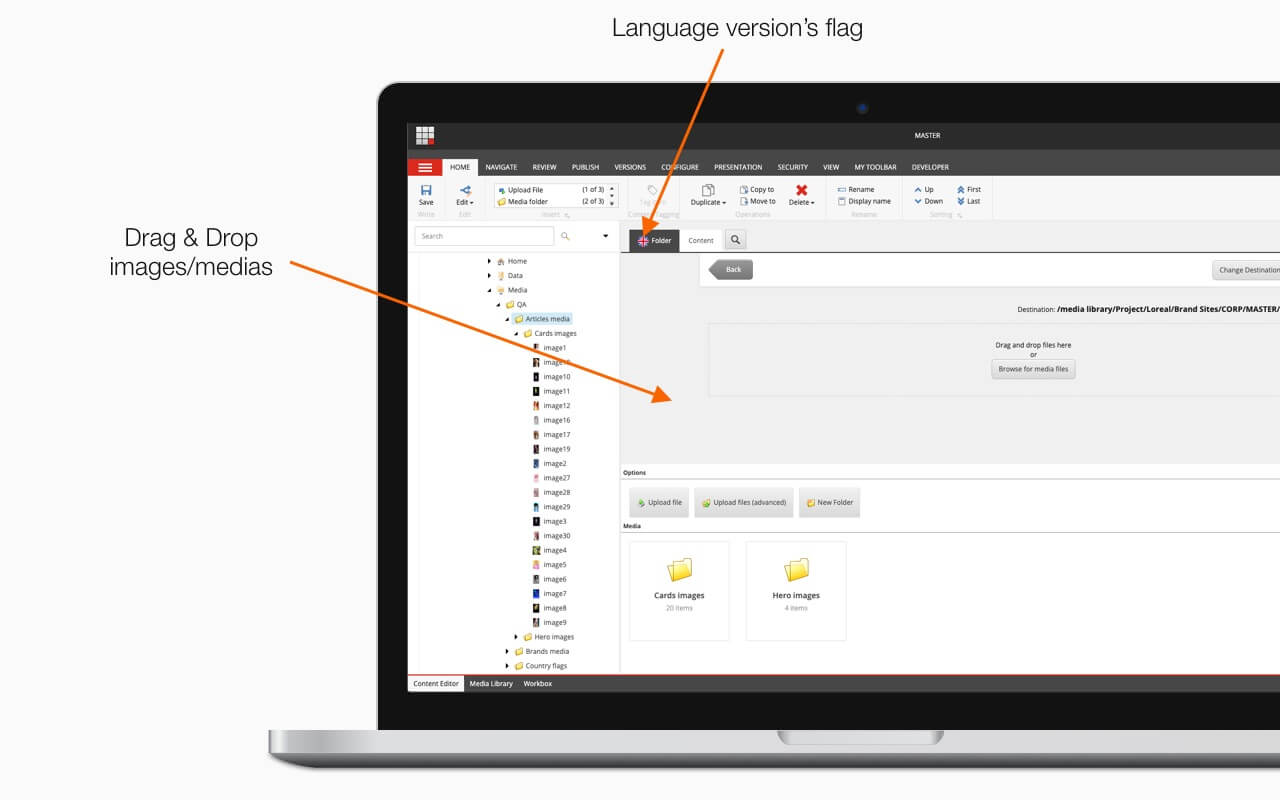 Language version's flag
Drag & Drop
images/medias
MASTER
HOME NAVIGATE REVIEW PUBLISH VERSIONS CONFIGURE PRESENTATION SECURITY VIEW MY TOOLBAR DEVELOPER
Save
Write
Edit
Edit
Upload File (1 of 3)
Media folder (2 of 3)
Insert
Duplicate
Copy to
Move to
Delete
Operations
Rename
Display name
Rename
Up
Down
First
Last
Sorting
Search
Folder Content
Home
Data
Media
QA
Articles media
Cards images
image1
image10
image11
image12
image16
image17
image19
image2
image27
image28
image29
image3
image30
image4
image5
image6
image7
image8
image9
Hero images
Brands media
Country flags
Back
Change Destination
Destination: /media library/Project/Loreal/Brand Sites/CORP/MASTER/
Drag and drop files here
or
Browse for media files
Options
Upload file Upload files (advanced) New Folder
Media
Cards images
20 items
Hero images
4 items
Content Editor Media Library Workbox